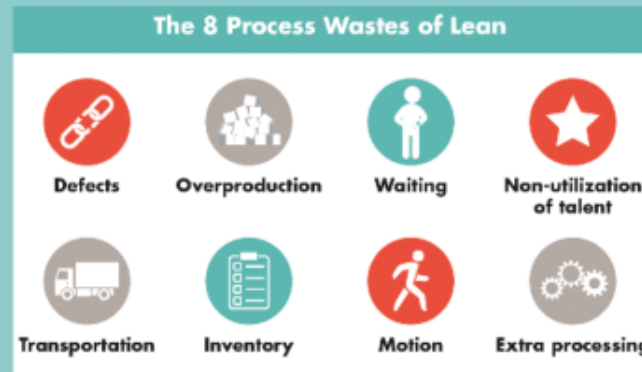 The 8 Process Wastes of Lean
Defects
Overproduction
Waiting
Non-utilization
of talent
Transportation
Inventory
Motion
Extra processing